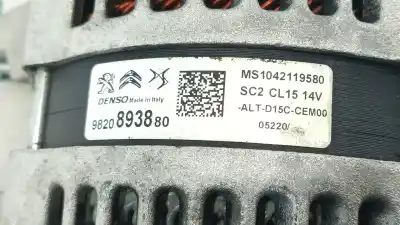 MS1042119580
DENSO Made in Italy
SC2 CL15 14V
9820893880
-ALT-D15C-CEM00
05220/